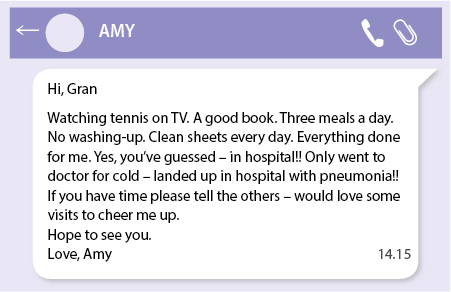 AMY
Hi, Gran
Watching tennis on TV. A good book. Three meals a day.
No washing-up. Clean sheets every day. Everything done
for me. Yes, you’ve guessed – in hospital!! Only went to
doctor for cold – landed up in hospital with pneumonia!!
If you have time please tell the others – would love some
visits to cheer me up.
Hope to see you.
Love, Amy 14.15